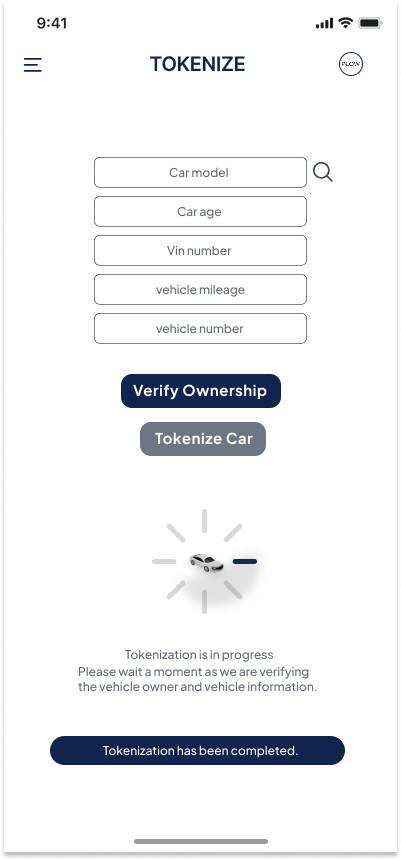 9:41
TOKENIZE
PLOW
Car model
Car age
Vin number
vehicle mileage
vehicle number
Verify Ownership
Tokenize Car
Tokenization is in progress
Please wait a moment as we are verifying
the vehicle owner and vehicle information.
Tokenization has been completed.